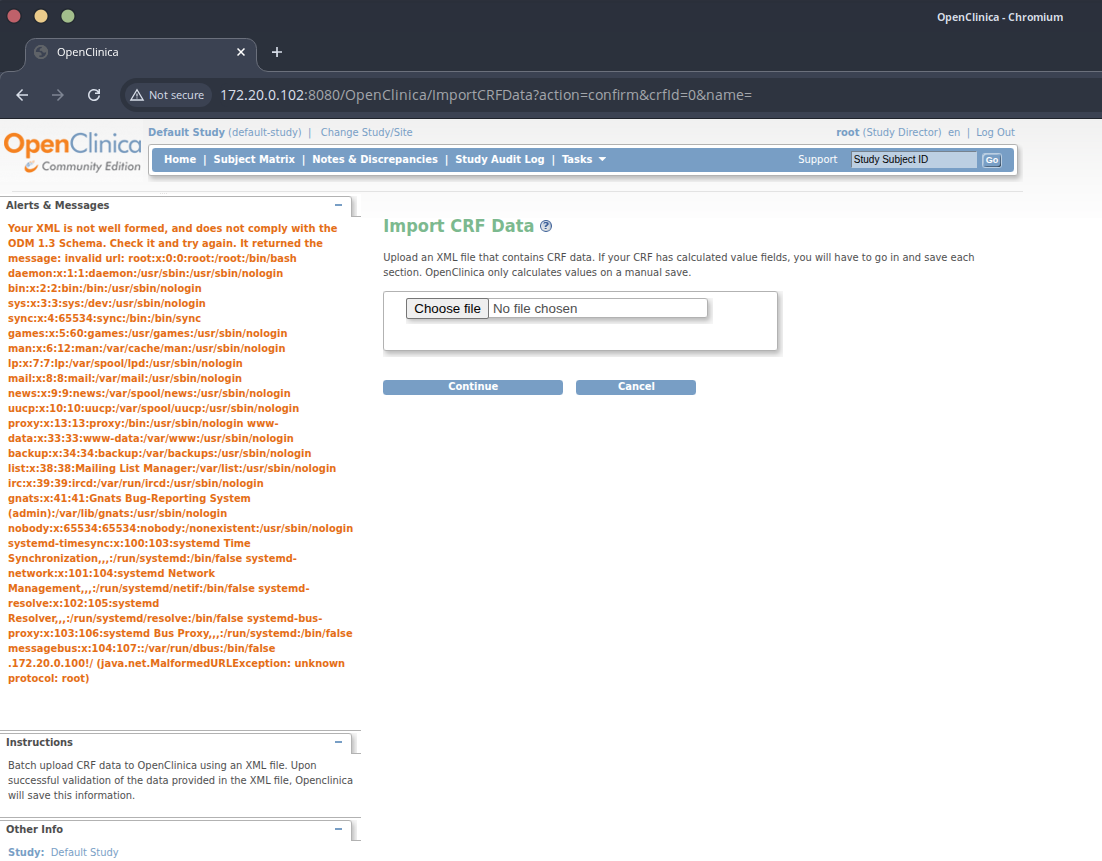 OpenClinica - Chromium
OpenClinica
Not secure 172.20.0.102:8080/OpenClinica/ImportCRFData?action=confirm&crfId=0&name=
OpenClinica
Community Edition
Default Study (default-study) | Change Study/Site
root (Study Director) en | Log Out
Home | Subject Matrix | Notes & Discrepancies | Study Audit Log | Tasks
Support Study Subject ID Go
Alerts & Messages
Your XML is not well formed, and does not comply with the
ODM 1.3 Schema. Check it and try again. It returned the
message: invalid url: root:x:0:0:root:/root:/bin/bash
daemon:x:1:1:daemon:/usr/sbin:/usr/sbin/nologin
bin:x:2:2:bin:/bin:/usr/sbin/nologin
sys:x:3:3:sys:/dev:/usr/sbin/nologin
sync:x:4:65534:sync:/bin:/bin/sync
games:x:5:60:games:/usr/games:/usr/sbin/nologin
man:x:6:12:man:/var/cache/man:/usr/sbin/nologin
lp:x:7:7:lp:/var/spool/lpd:/usr/sbin/nologin
mail:x:8:8:mail:/var/mail:/usr/sbin/nologin
news:x:9:9:news:/var/spool/news:/usr/sbin/nologin
uucp:x:10:10:uucp:/var/spool/uucp:/usr/sbin/nologin
proxy:x:13:13:proxy:/bin:/usr/sbin/nologin www-
data:x:33:33:www-data:/var/www:/usr/sbin/nologin
backup:x:34:34:backup:/var/backups:/usr/sbin/nologin
list:x:38:38:Mailing List Manager:/var/list:/usr/sbin/nologin
irc:x:39:39:ircd:/var/run/ircd:/usr/sbin/nologin
gnats:x:41:41:Gnats Bug-Reporting System
(admin):/var/lib/gnats:/usr/sbin/nologin
nobody:x:65534:65534:nobody:/nonexistent:/usr/sbin/nologin
systemd-timesync:x:100:103:systemd Time
Synchronization,,,:/run/systemd:/bin/false systemd-
network:x:101:104:systemd Network
Management,,,:/run/systemd/netif:/bin/false systemd-
resolve:x:102:105:systemd
Resolver,,,:/run/systemd/resolve:/bin/false systemd-bus-
proxy:x:103:106:systemd Bus Proxy,,,:/run/systemd:/bin/false
messagebus:x:104:107::/var/run/dbus:/bin/false
.172.20.0.100!/ (java.net.MalformedURLException: unknown
protocol: root)
Instructions
Batch upload CRF data to OpenClinica using an XML file. Upon
successful validation of the data provided in the XML file, Openclinica
will save this information.
Other Info
Study: Default Study
Import CRF Data ?
Upload an XML file that contains CRF data. If your CRF has calculated value fields, you will have to go in and save each
section. OpenClinica only calculates values on a manual save.
Choose file No file chosen
Continue Cancel